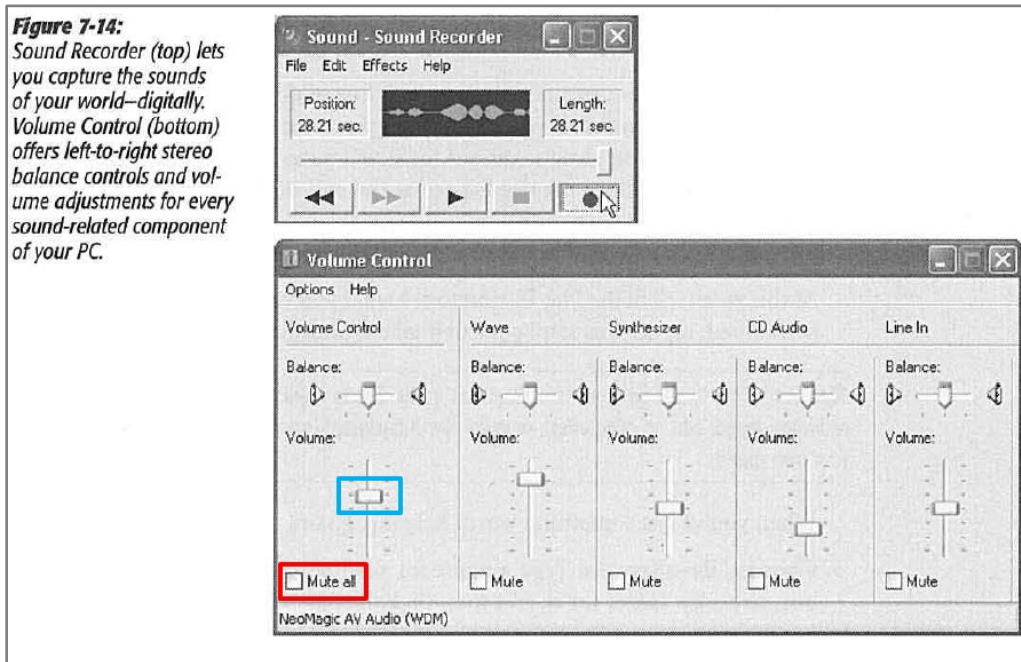 Figure 7-14:
Sound Recorder (top) lets
you capture the sounds
of your world—digitally.
Volume Control (bottom)
offers left-to-right stereo
balance controls and vol-
ume adjustments for every
sound-related component
of your PC.
Sound - Sound Recorder
File Edit Effects Help
Position: Length:
28.21 sec. 28.21 sec.
Volume Control
Options Help
Volume Control Wave Synthesizer CD Audio Line In
Balance: Balance: Balance: Balance: Balance:
Volume: Volume: Volume: Volume: Volume:
Mute all Mute Mute Mute Mute
NeoMagic AV Audio (WDM)